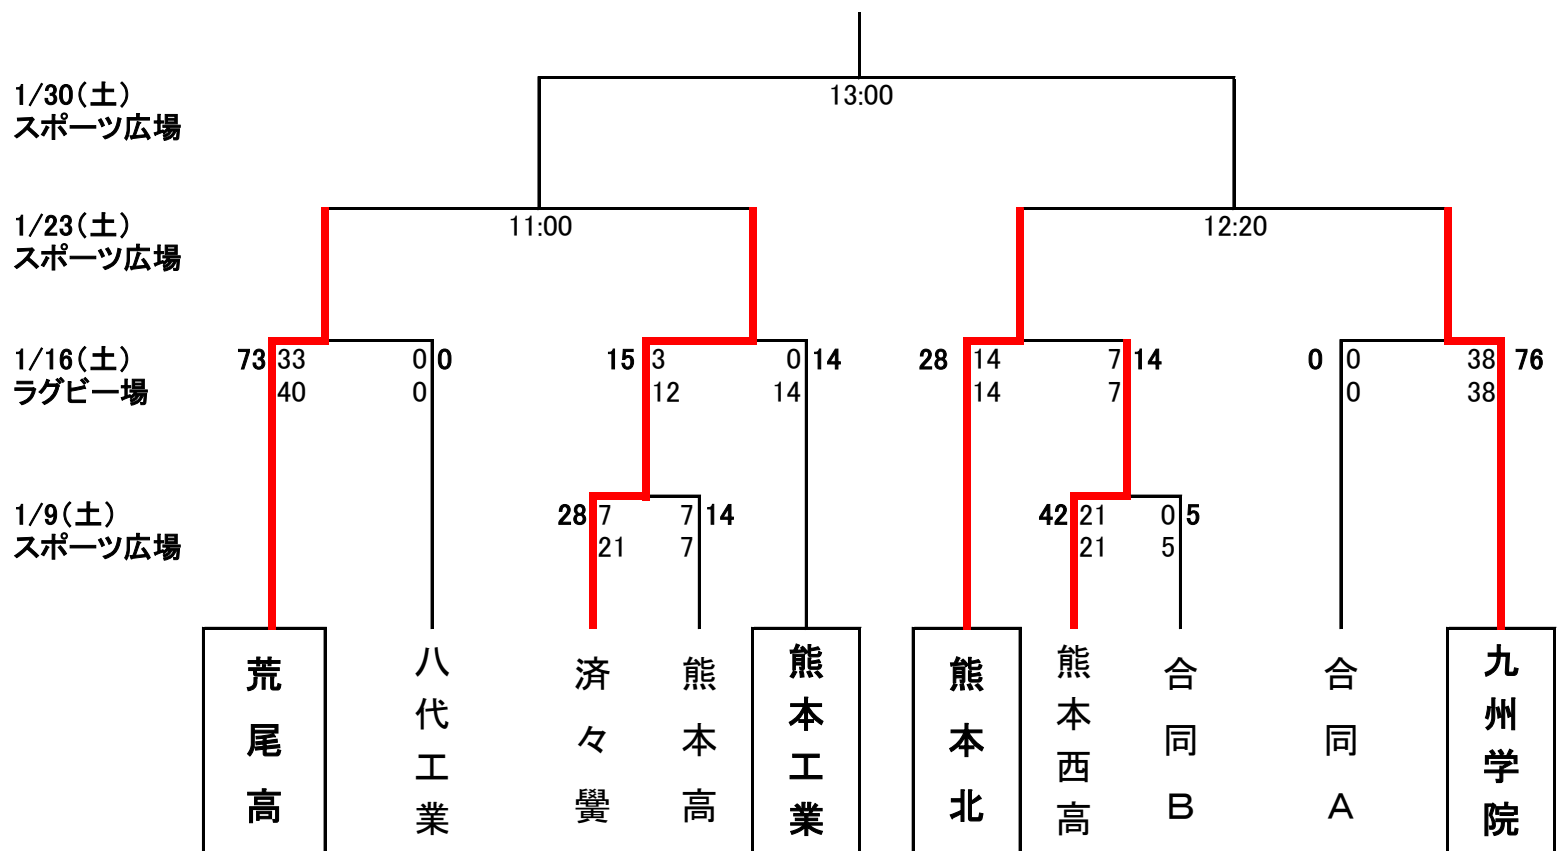 1/30(土)
スポーツ広場
13:00
1/23(土)
スポーツ広場
11:00
12:20
1/16(土)
ラグビー場
73 33 0 0
40 0
15 3 0 14
12 14
28 14 7 14
14 7
0 0 38 76
0 38
1/9(土)
スポーツ広場
28 7 7 14
21 7
42 21 0 5
21 5
荒尾高
八代工業
済々黌
熊本高
熊本工業
熊本北
熊本西高
合同B
合同A
九州学院